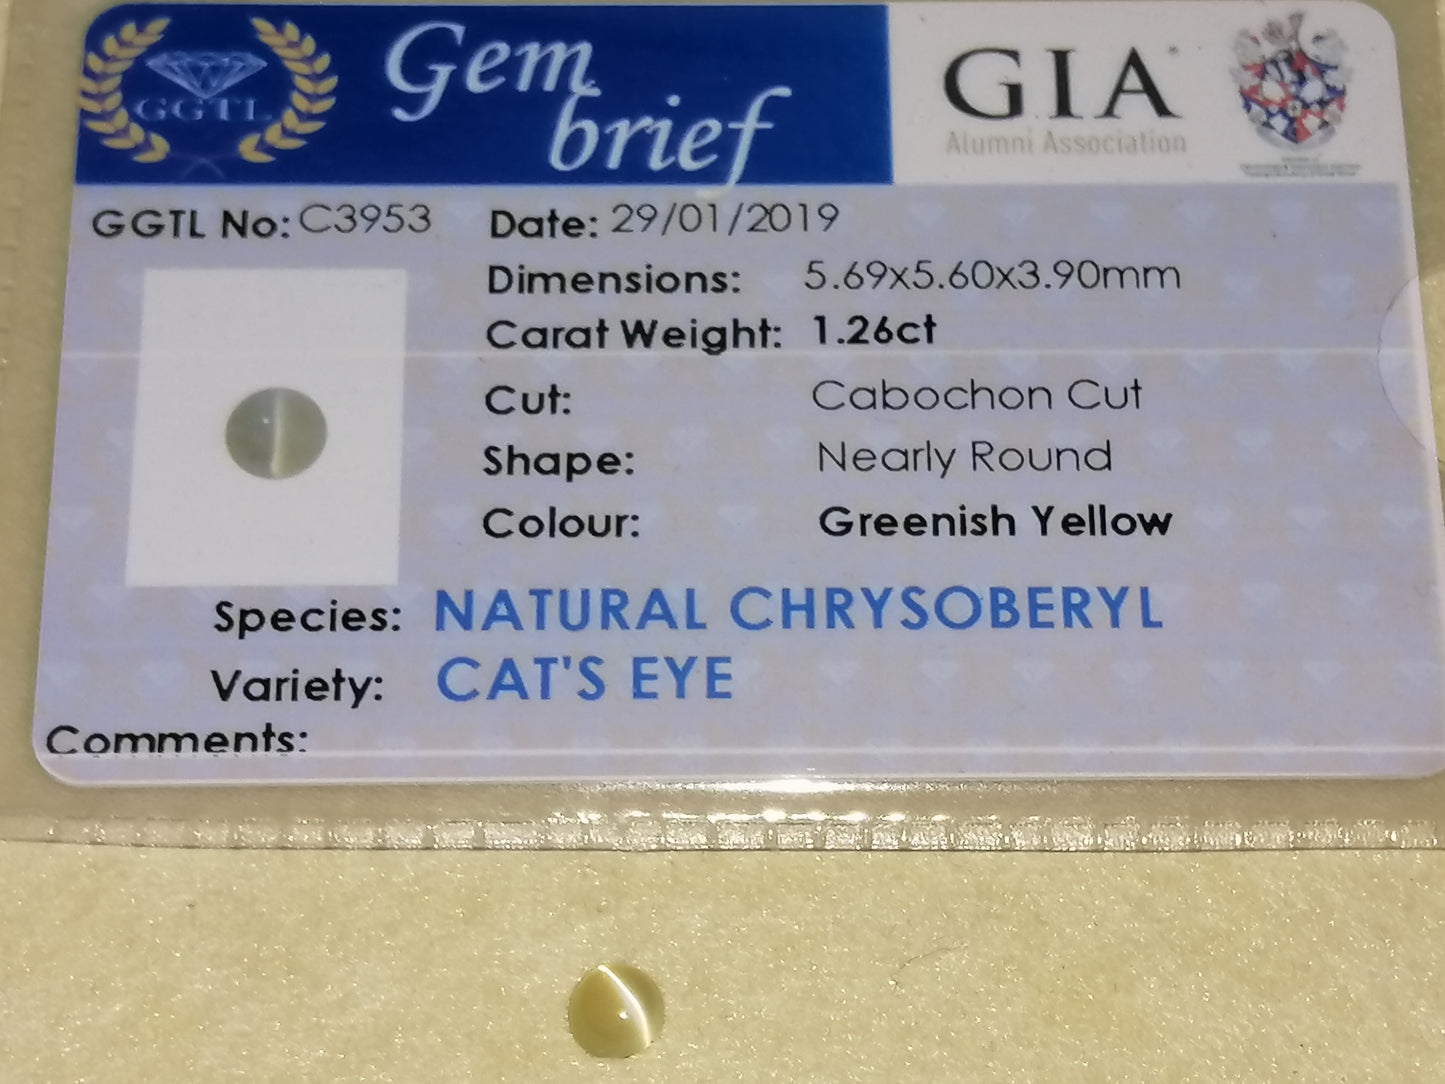 GGTL
Gem
brief
GIA
Alumni Association
GGTL No: C3953 Date: 29/01/2019
Dimensions: 5.69x5.60x3.90mm
Carat Weight: 1.26ct
Cut: Cabochon Cut
Shape: Nearly Round
Colour: Greenish Yellow
Species: NATURAL CHRYSOBERYL
Variety: CAT'S EYE
Comments: